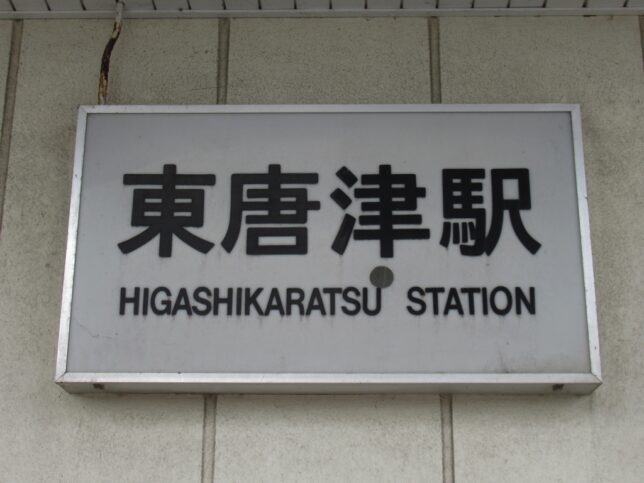 東唐津駅
HIGASHIKARATSU STATION